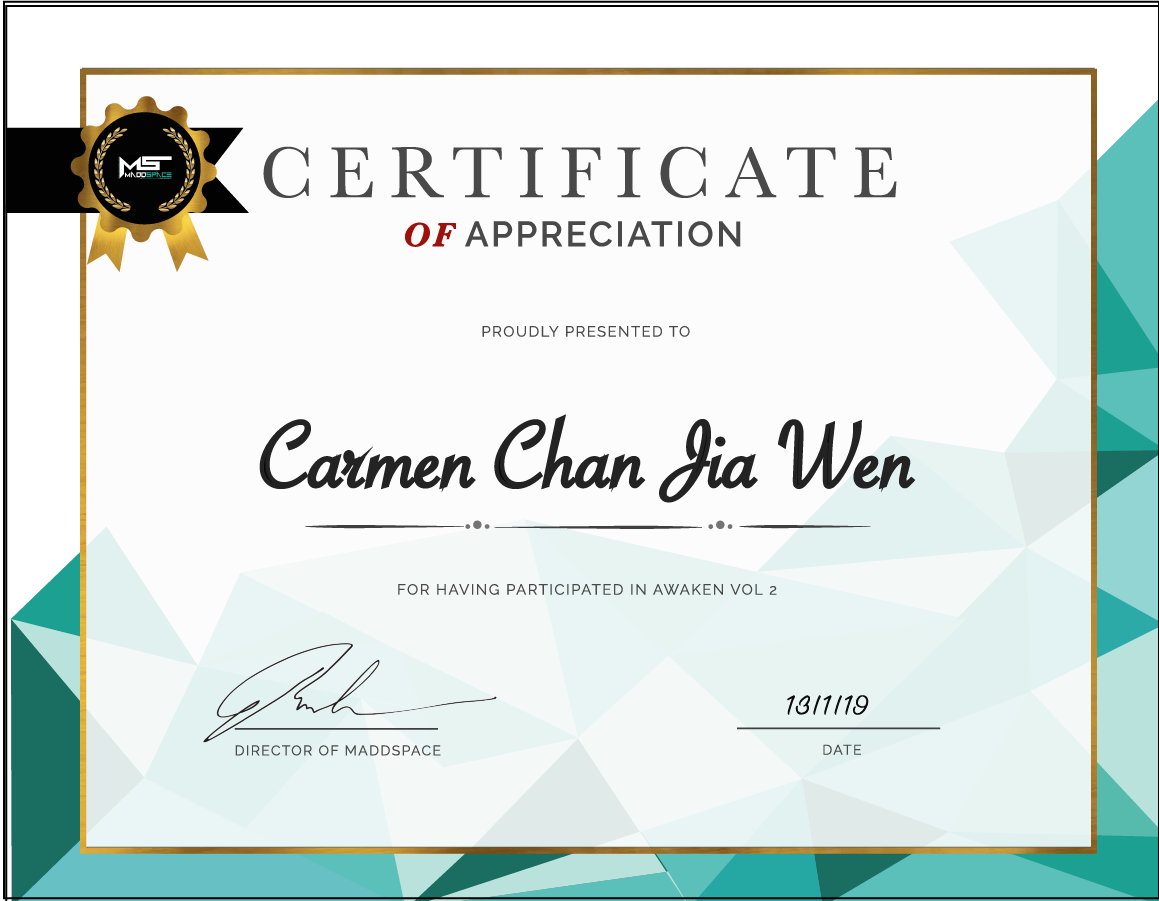 MS
MADDSPACE
CERTIFICATE
OF APPRECIATION
PROUDLY PRESENTED TO
Carmen Chan Jia Wen
FOR HAVING PARTICIPATED IN AWAKEN VOL 2
13/1/19
DIRECTOR OF MADDSPACE
DATE